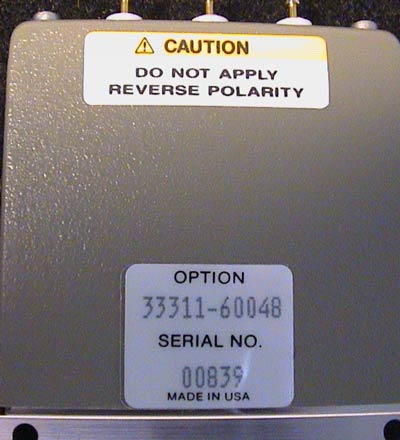 ⚠ CAUTION
DO NOT APPLY
REVERSE POLARITY
OPTION
33311-60048
SERIAL NO.
00839
MADE IN USA